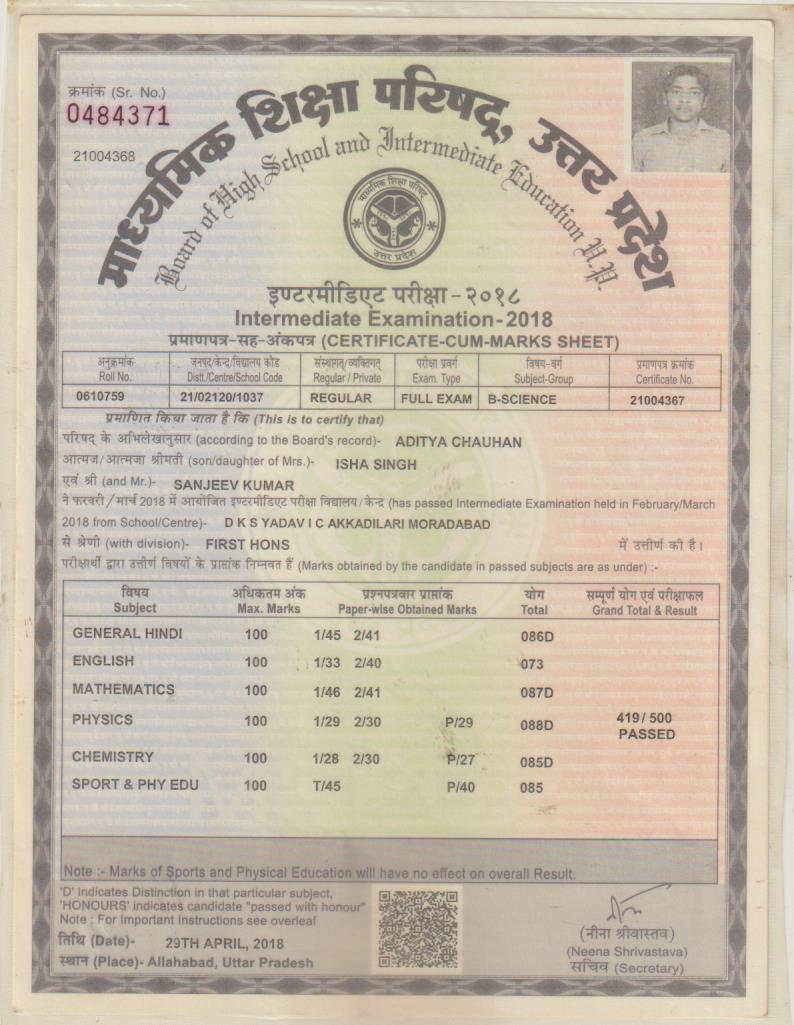 क्रमांक (Sr. No.)
0484371
21004368
माध्यमिक शिक्षा परिषद्, उत्तर प्रदेश
Board of High School and Intermediate Education U.P.
माध्यमिक शिक्षा परिषद्
उत्तर प्रदेश
इण्टरमीडिएट परीक्षा - २०१८
Intermediate Examination - 2018
प्रमाणपत्र-सह-अंकपत्र (CERTIFICATE-CUM-MARKS SHEET)
अनुक्रमांक जनपद/केन्द्र/विद्यालय कोड संस्थागत/व्यक्तिगत परीक्षा प्रवर्ग विषय-वर्ग प्रमाणपत्र क्रमांक
Roll No. Distt./Centre/School Code Regular / Private Exam. Type Subject-Group Certificate No.
0610759 21/02120/1037 REGULAR FULL EXAM B-SCIENCE 21004367
प्रमाणित किया जाता है कि (This is to certify that)
परिषद के अभिलेखानुसार (according to the Board's record)- ADITYA CHAUHAN
आत्मज/आत्मजा श्रीमती (son/daughter of Mrs.)- ISHA SINGH
एवं श्री (and Mr.)- SANJEEV KUMAR
ने फरवरी/मार्च 2018 में आयोजित इण्टरमीडिएट परीक्षा विद्यालय/केन्द्र (has passed Intermediate Examination held in February/March
2018 from School/Centre)- D K S YADAV I C AKKADILARI MORADABAD
से श्रेणी (with division)- FIRST HONS में उत्तीर्ण की है।
परीक्षार्थी द्वारा उत्तीर्ण विषयों के प्राप्तांक निम्नवत हैं (Marks obtained by the candidate in passed subjects are as under) :-
विषय अधिकतम अंक प्रश्नपत्रवार प्राप्तांक योग सम्पूर्ण योग एवं परीक्षाफल
Subject Max. Marks Paper-wise Obtained Marks Total Grand Total & Result
GENERAL HINDI 100 1/45 2/41 086D
ENGLISH 100 1/33 2/40 073
MATHEMATICS 100 1/46 2/41 087D
PHYSICS 100 1/29 2/30 P/29 088D 419/ 500
PASSED
CHEMISTRY 100 1/28 2/30 P/27 085D
SPORT & PHY EDU 100 T/45 P/40 085
Note :- Marks of Sports and Physical Education will have no effect on overall Result.
'D' indicates Distinction in that particular subject,
'HONOURS' indicates candidate "passed with honour"
Note : For Important Instructions see overleaf
तिथि (Date)- 29TH APRIL, 2018
स्थान (Place)- Allahabad, Uttar Pradesh
(नीना श्रीवास्तव)
(Neena Shrivastava)
सचिव (Secretary)